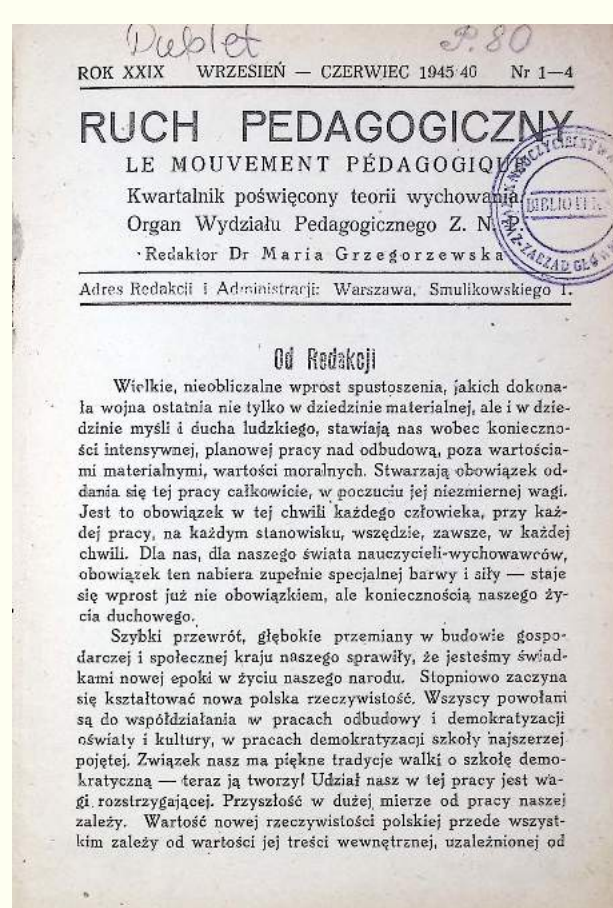 Dublet P. 80
ROK XXIX WRZESIEŃ — CZERWIEC 1945/46 Nr 1—4
RUCH PEDAGOGICZNY
LE MOUVEMENT PÉDAGOGIQUE
Kwartalnik poświęcony teorii wychowania
Organ Wydziału Pedagogicznego Z. N. P.
Redaktor Dr Maria Grzegorzewska
BIBLIOTEKA
Adres Redakcji i Administracji: Warszawa, Smulikowskiego 1.
Od Redakcji
Wielkie, nieobliczalne wprost spustoszenia, jakich dokona-
ła wojna ostatnia nie tylko w dziedzinie materialnej, ale i w dzie-
dzinie myśli i ducha ludzkiego, stawiają nas wobec konieczno-
ści intensywnej, planowej pracy nad odbudową, poza wartościa-
mi materialnymi, wartości moralnych. Stwarzają obowiązek od-
dania się tej pracy całkowicie, w poczuciu jej niezmiernej wagi.
Jest to obowiązek w tej chwili każdego człowieka, przy każ-
dej pracy, na każdym stanowisku, wszędzie, zawsze, w każdej
chwili. Dla nas, dla naszego świata nauczycieli-wychowawców,
obowiązek ten nabiera zupełnie specjalnej barwy i siły — staje
się wprost już nie obowiązkiem, ale koniecznością naszego ży-
cia duchowego.
Szybki przewrót, głębokie przemiany w budowie gospo-
darczej i społecznej kraju naszego sprawiły, że jesteśmy świad-
kami nowej epoki w życiu naszego narodu. Stopniowo zaczyna
się kształtować nowa polska rzeczywistość. Wszyscy powołani
są do współdziałania w pracach odbudowy i demokratyzacji
oświaty i kultury, w pracach demokratyzacji szkoły najszerzej
pojętej. Związek nasz ma piękne tradycje walki o szkołę demo-
kratyczną — teraz ją tworzy! Udział nasz w tej pracy jest wa-
gi rozstrzygającej. Przyszłość w dużej mierze od pracy naszej
zależy. Wartość nowej rzeczywistości polskiej przede wszyst-
kim zależy od wartości jej treści wewnętrznej, uzależnionej od